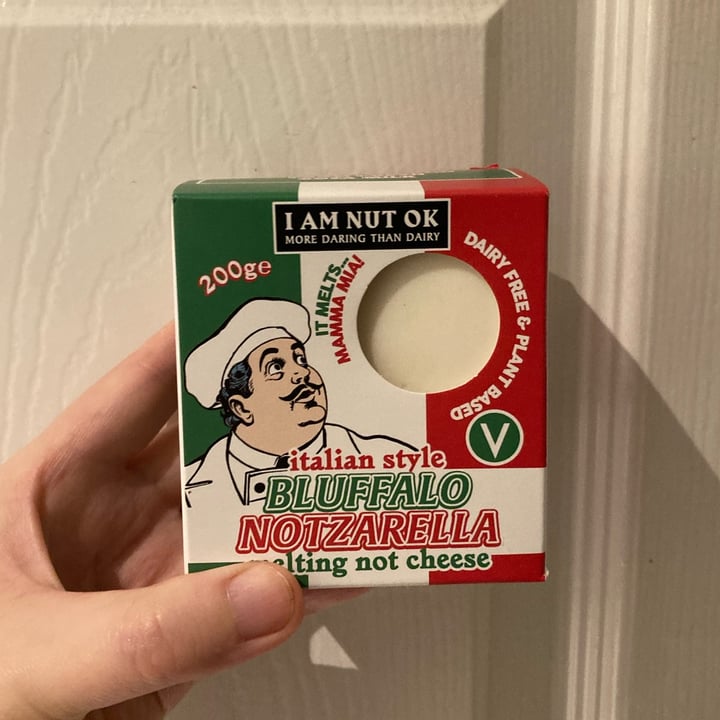 I AM NUT OK
MORE DARING THAN DAIRY
200ge
IT MELTS...
MAMMA MIA!
DAIRY FREE & PLANT BASED
V
italian style
BLUFFALO
NOTZARELLA
melting not cheese